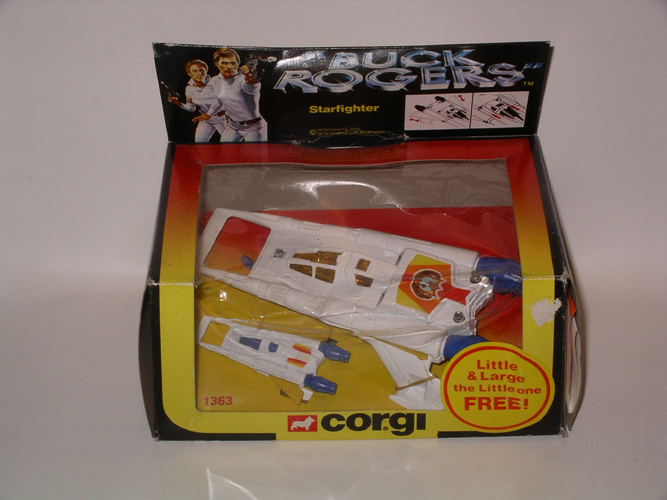 "BUCK
ROGERS"
TM
Starfighter
1363
CORGI
Little
& Large
the Little one
FREE!